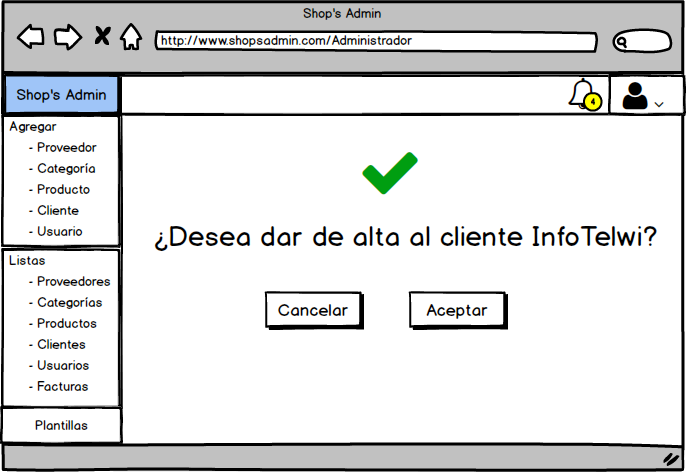 Shop's Admin
http://www.shopsadmin.com/Administrador
Shop's Admin
4
Agregar
- Proveedor
- Categoría
- Producto
- Cliente
- Usuario
Listas
- Proveedores
- Categorías
- Productos
- Clientes
- Usuarios
- Facturas
Plantillas
¿Desea dar de alta al cliente InfoTelwi?
Cancelar
Aceptar